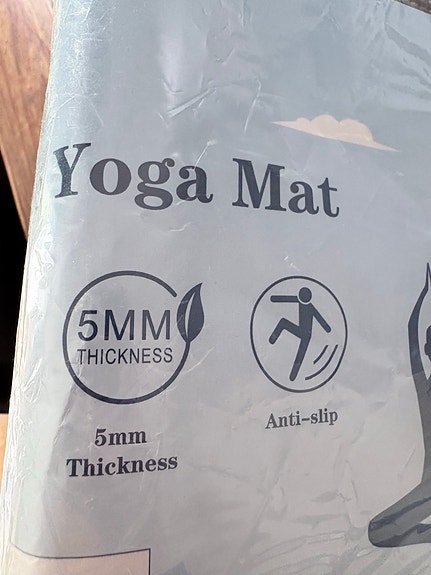 Yoga Mat
5MM
THICKNESS
5mm
Thickness
Anti-slip